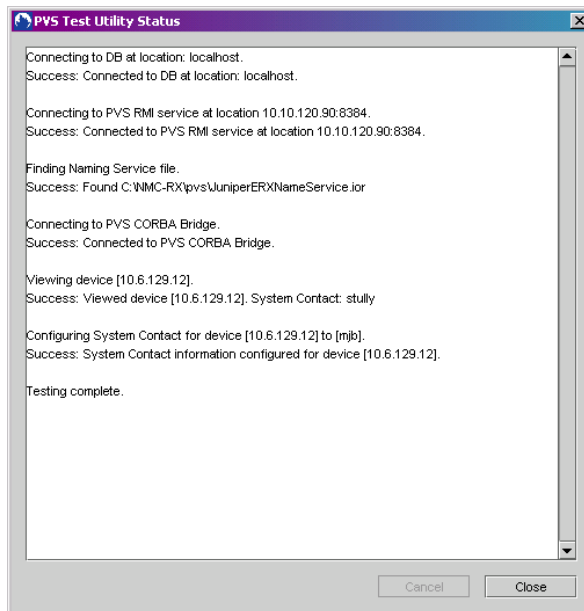 PVS Test Utility Status
Connecting to DB at location: localhost.
Success: Connected to DB at location: localhost.
Connecting to PVS RMI service at location 10.10.120.90:8384.
Success: Connected to PVS RMI service at location 10.10.120.90:8384.
Finding Naming Service file.
Success: Found C:\NMC-RX\pvs\JuniperERXNameService.ior
Connecting to PVS CORBA Bridge.
Success: Connected to PVS CORBA Bridge.
Viewing device [10.6.129.12].
Success: Viewed device [10.6.129.12]. System Contact: stully
Configuring System Contact for device [10.6.129.12] to [mjb].
Success: System Contact information configured for device [10.6.129.12].
Testing complete.
Cancel
Close